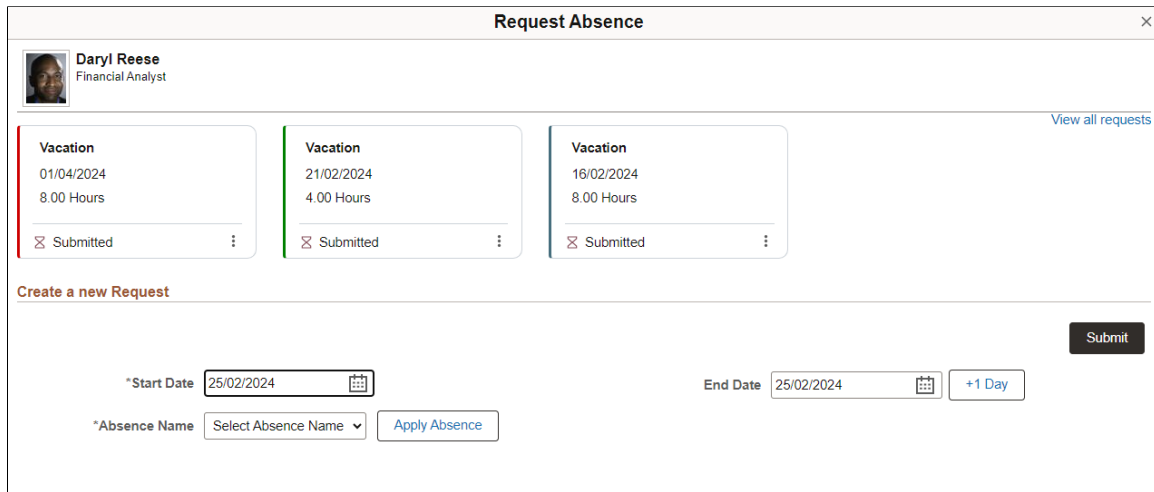 Request Absence
Daryl Reese
Financial Analyst
View all requests
Vacation
01/04/2024
8.00 Hours
Submitted
Vacation
21/02/2024
4.00 Hours
Submitted
Vacation
16/02/2024
8.00 Hours
Submitted
Create a new Request
Submit
*Start Date 25/02/2024
End Date 25/02/2024 +1 Day
*Absence Name Select Absence Name Apply Absence